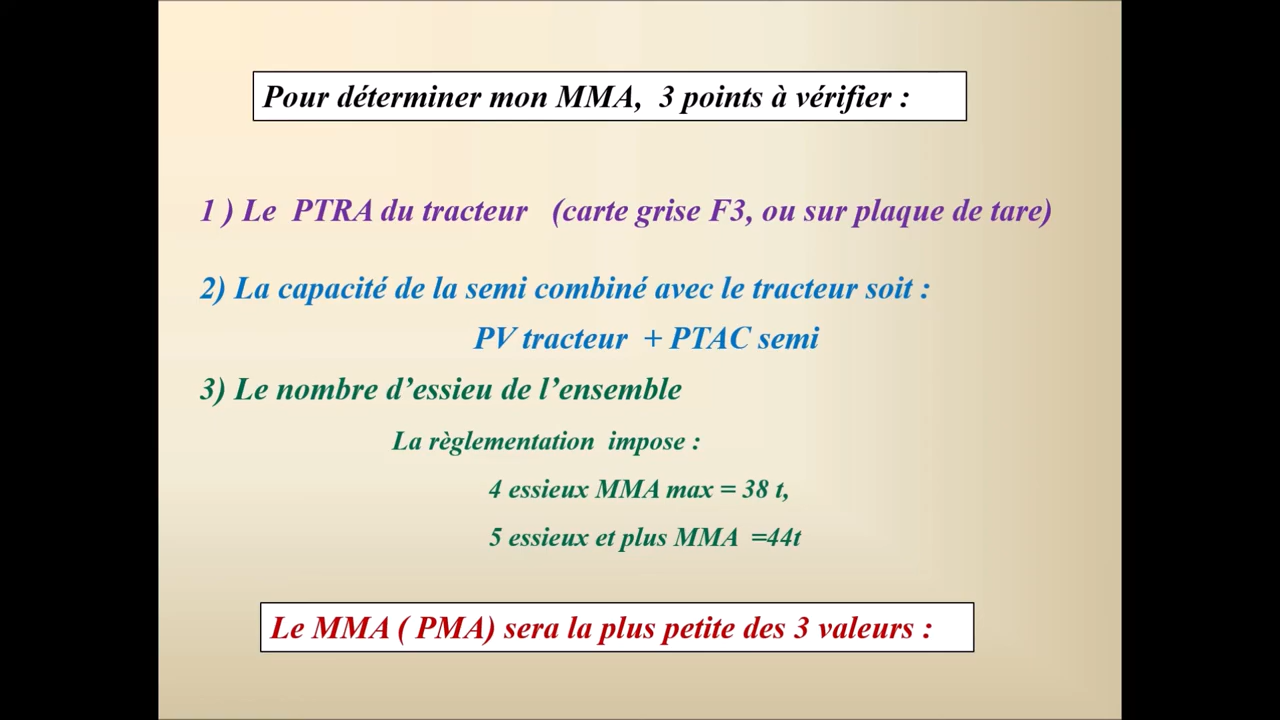 Pour déterminer mon MMA, 3 points à vérifier :
1 ) Le PTRA du tracteur (carte grise F3, ou sur plaque de tare)
2) La capacité de la semi combiné avec le tracteur soit :
PV tracteur + PTAC semi
3) Le nombre d’essieu de l’ensemble
La règlementation impose :
4 essieux MMA max = 38 t,
5 essieux et plus MMA =44t
Le MMA ( PMA) sera la plus petite des 3 valeurs :